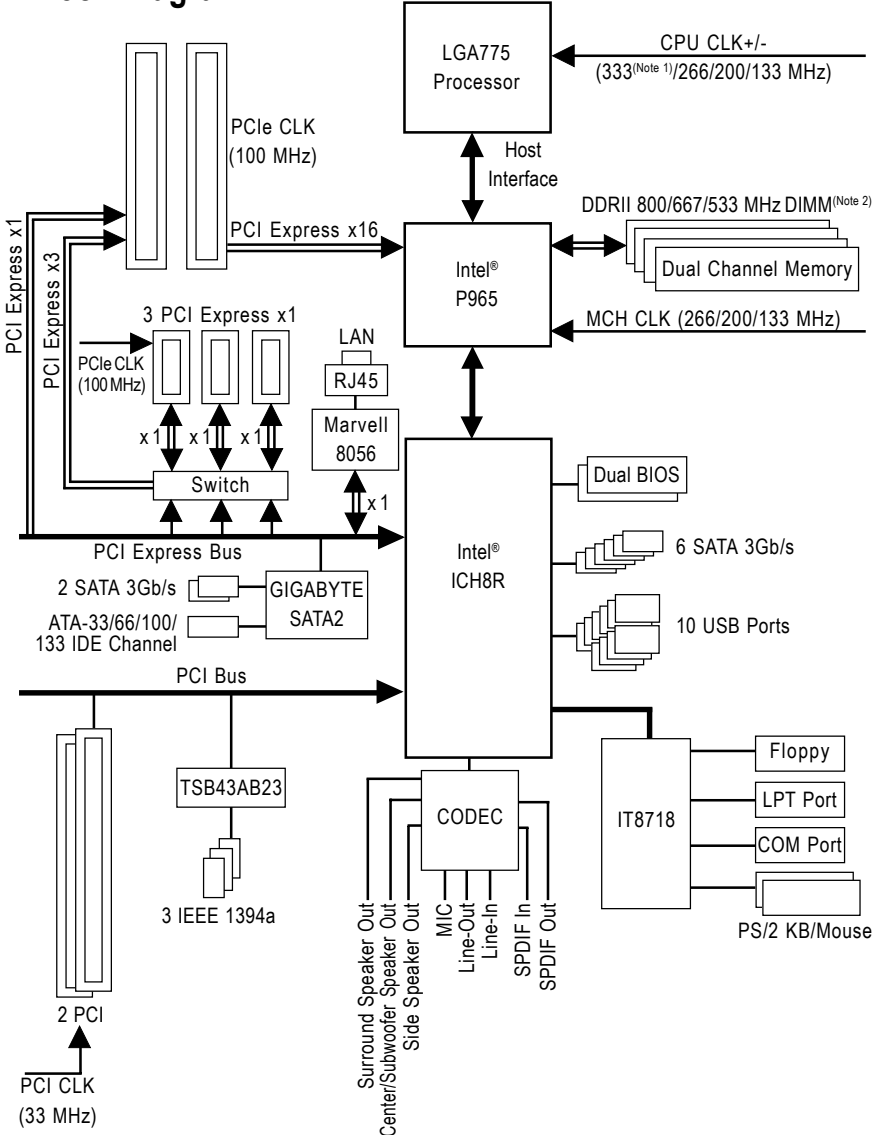 LGA775
Processor
CPU CLK+/-
(333(Note 1)/266/200/133 MHz)
PCIe CLK
(100 MHz)
Host
Interface
DDRII 800/667/533 MHz DIMM(Note 2)
Dual Channel Memory
PCI Express x16
Intel®
P965
MCH CLK (266/200/133 MHz)
PCI Express x1
PCI Express x3
3 PCI Express x1
PCIe CLK
(100 MHz)
LAN
RJ45
Marvell
8056
x 1
x 1
x 1
x 1
Switch
PCI Express Bus
Intel®
ICH8R
Dual BIOS
6 SATA 3Gb/s
10 USB Ports
2 SATA 3Gb/s
GIGABYTE
SATA2
ATA-33/66/100/
133 IDE Channel
PCI Bus
TSB43AB23
3 IEEE 1394a
CODEC
IT8718
Floppy
LPT Port
COM Port
PS/2 KB/Mouse
Surround Speaker Out
Center/Subwoofer Speaker Out
Side Speaker Out
MIC
Line-Out
Line-In
SPDIF In
SPDIF Out
2 PCI
PCI CLK
(33 MHz)